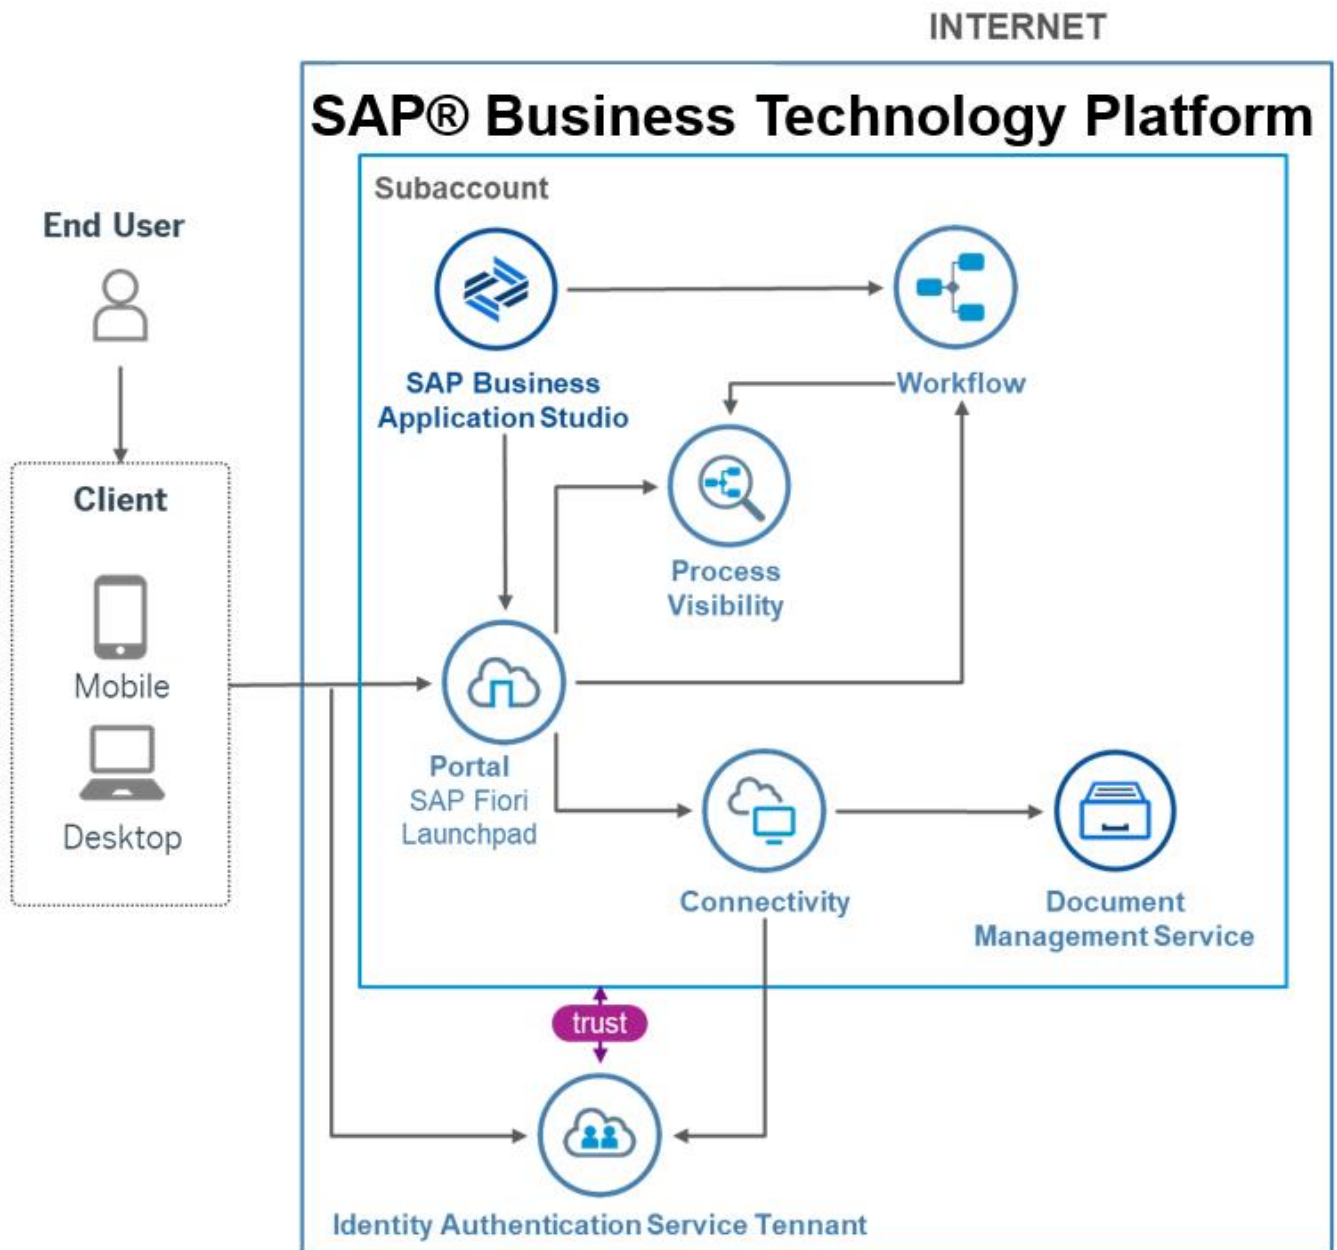 INTERNET
SAP® Business Technology Platform
Subaccount
End User
SAP Business
Application Studio
Workflow
Client
Process
Visibility
Mobile
Portal
SAP Fiori
Launchpad
Desktop
Connectivity
Document
Management Service
trust
Identity Authentication Service Tennant